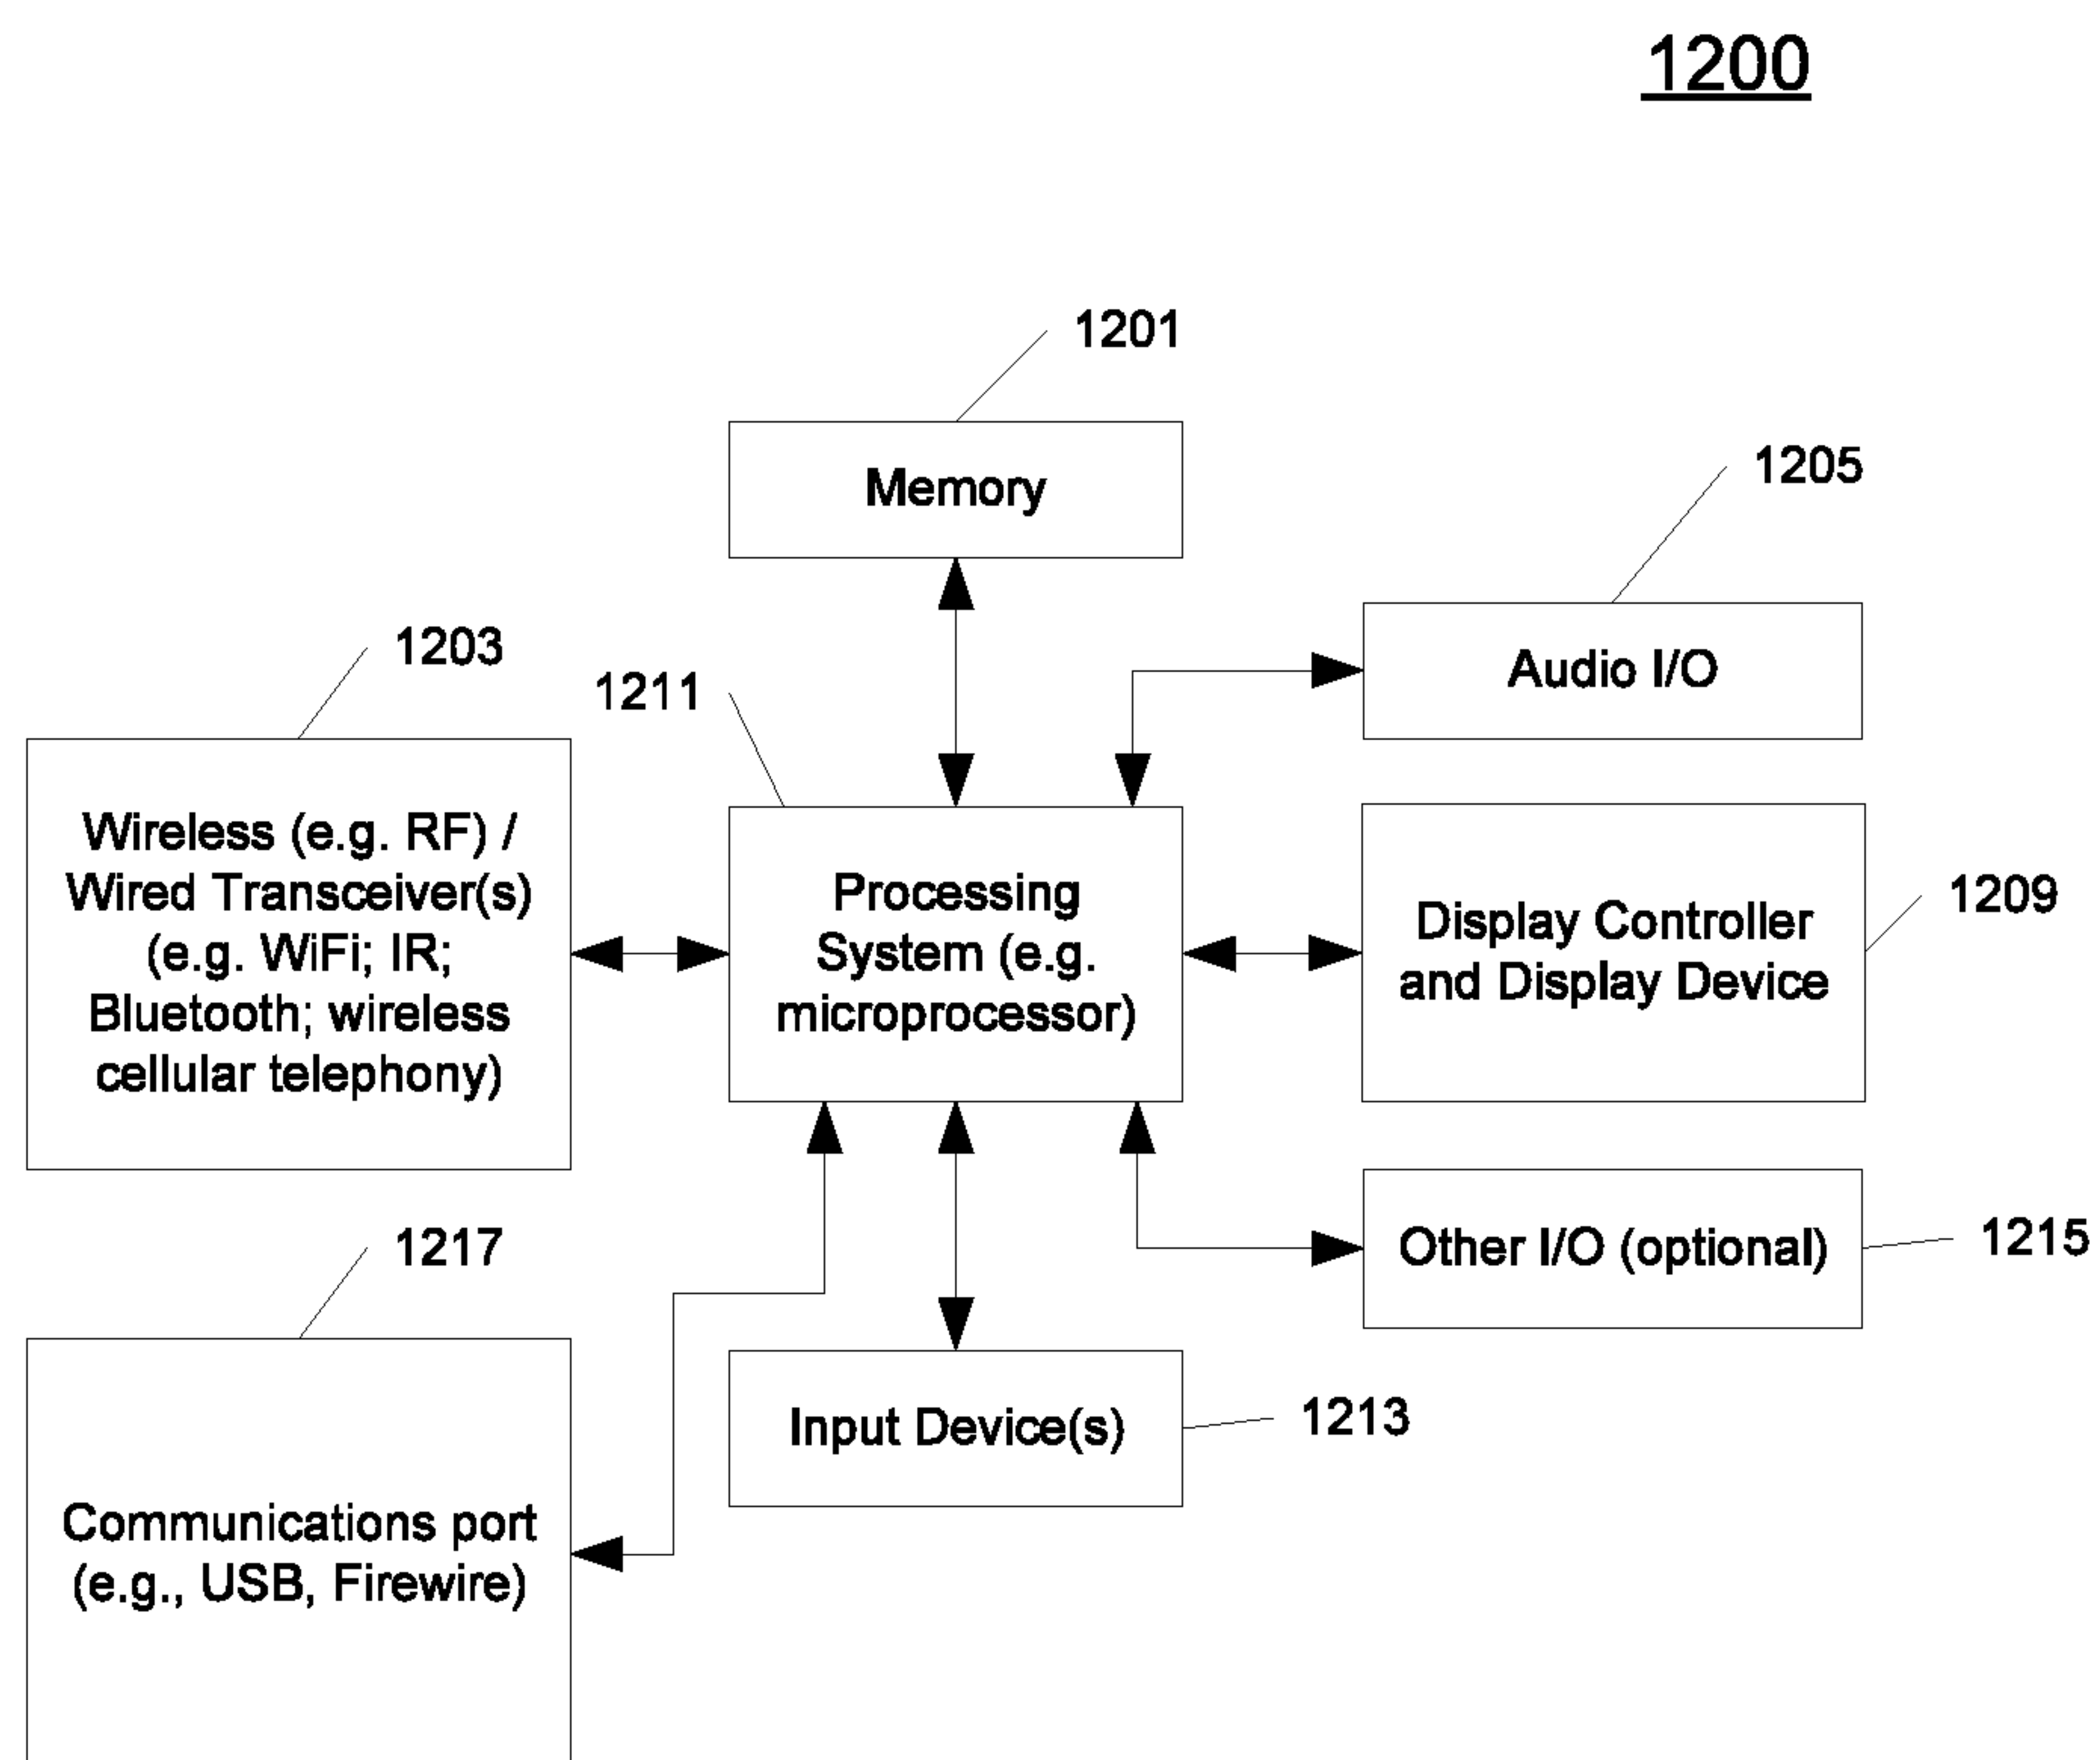 1200
1201
Memory
1205
Audio I/O
1203
1211
Wireless (e.g. RF) /
Wired Transceiver(s)
(e.g. WiFi; IR;
Bluetooth; wireless
cellular telephony)
Processing
System (e.g.
microprocessor)
1209
Display Controller
and Display Device
1217
Other I/O (optional)
1215
Input Device(s)
1213
Communications port
(e.g., USB, Firewire)